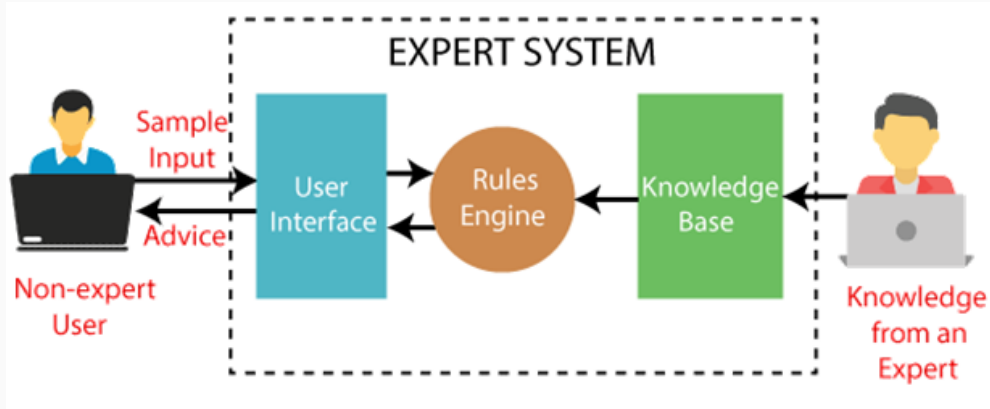 EXPERT SYSTEM
Sample
Input
Advice
Non-expert
User
User
Interface
Rules
Engine
Knowledge
Base
Knowledge
from an
Expert